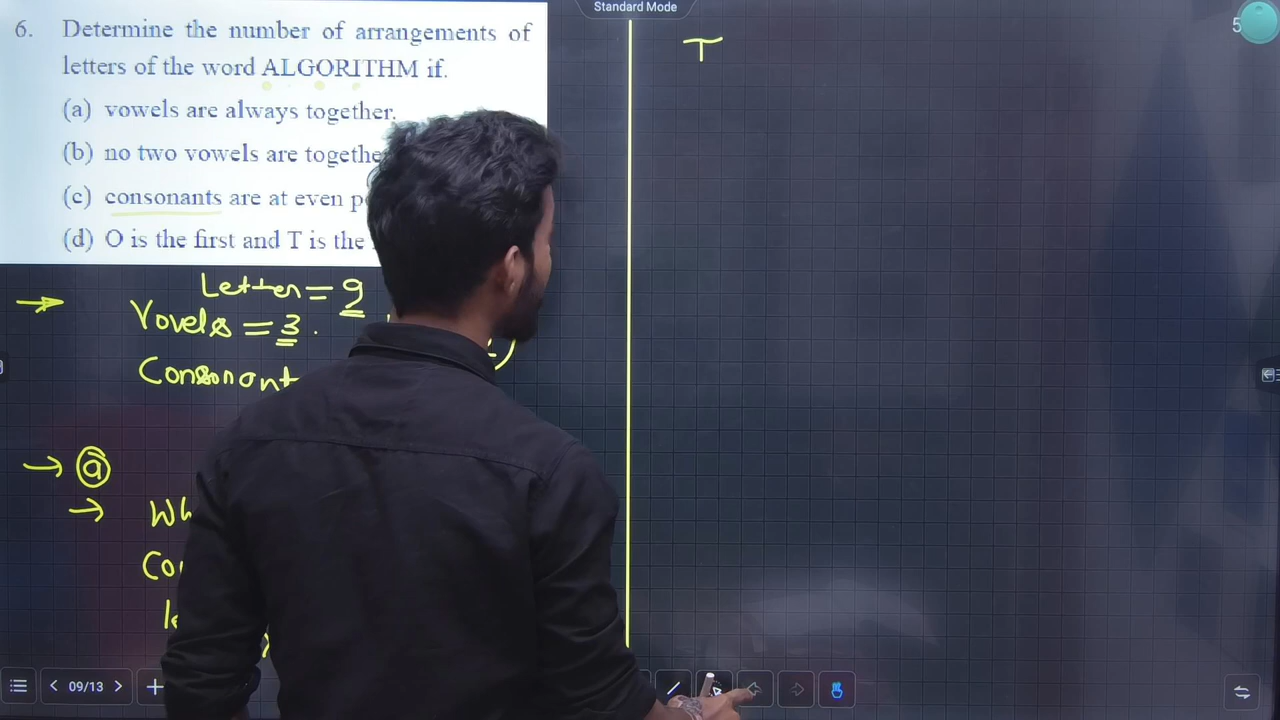 Standard Mode
5
6. Determine the number of arrangements of
letters of the word ALGORITHM if.
(a) vowels are always together.
(b) no two vowels are
(c) consonants are at even
(d) O is the first and T is the
Letter = 9
Vovels = 3.
Consonant
→ (a)
→
T
09/13